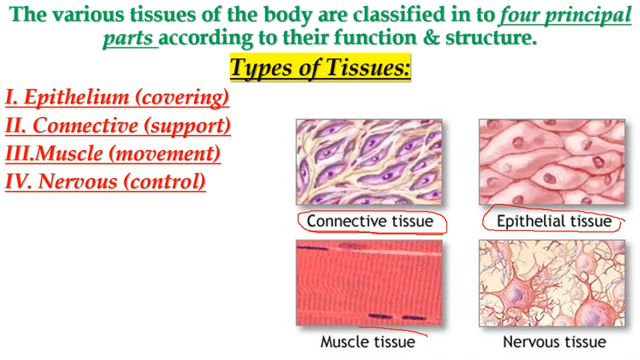 The various tissues of the body are classified in to four principal
parts according to their function & structure.
Types of Tissues:
I. Epithelium (covering)
II. Connective (support)
III.Muscle (movement)
IV. Nervous (control)
Connective tissue
Epithelial tissue
Muscle tissue
Nervous tissue